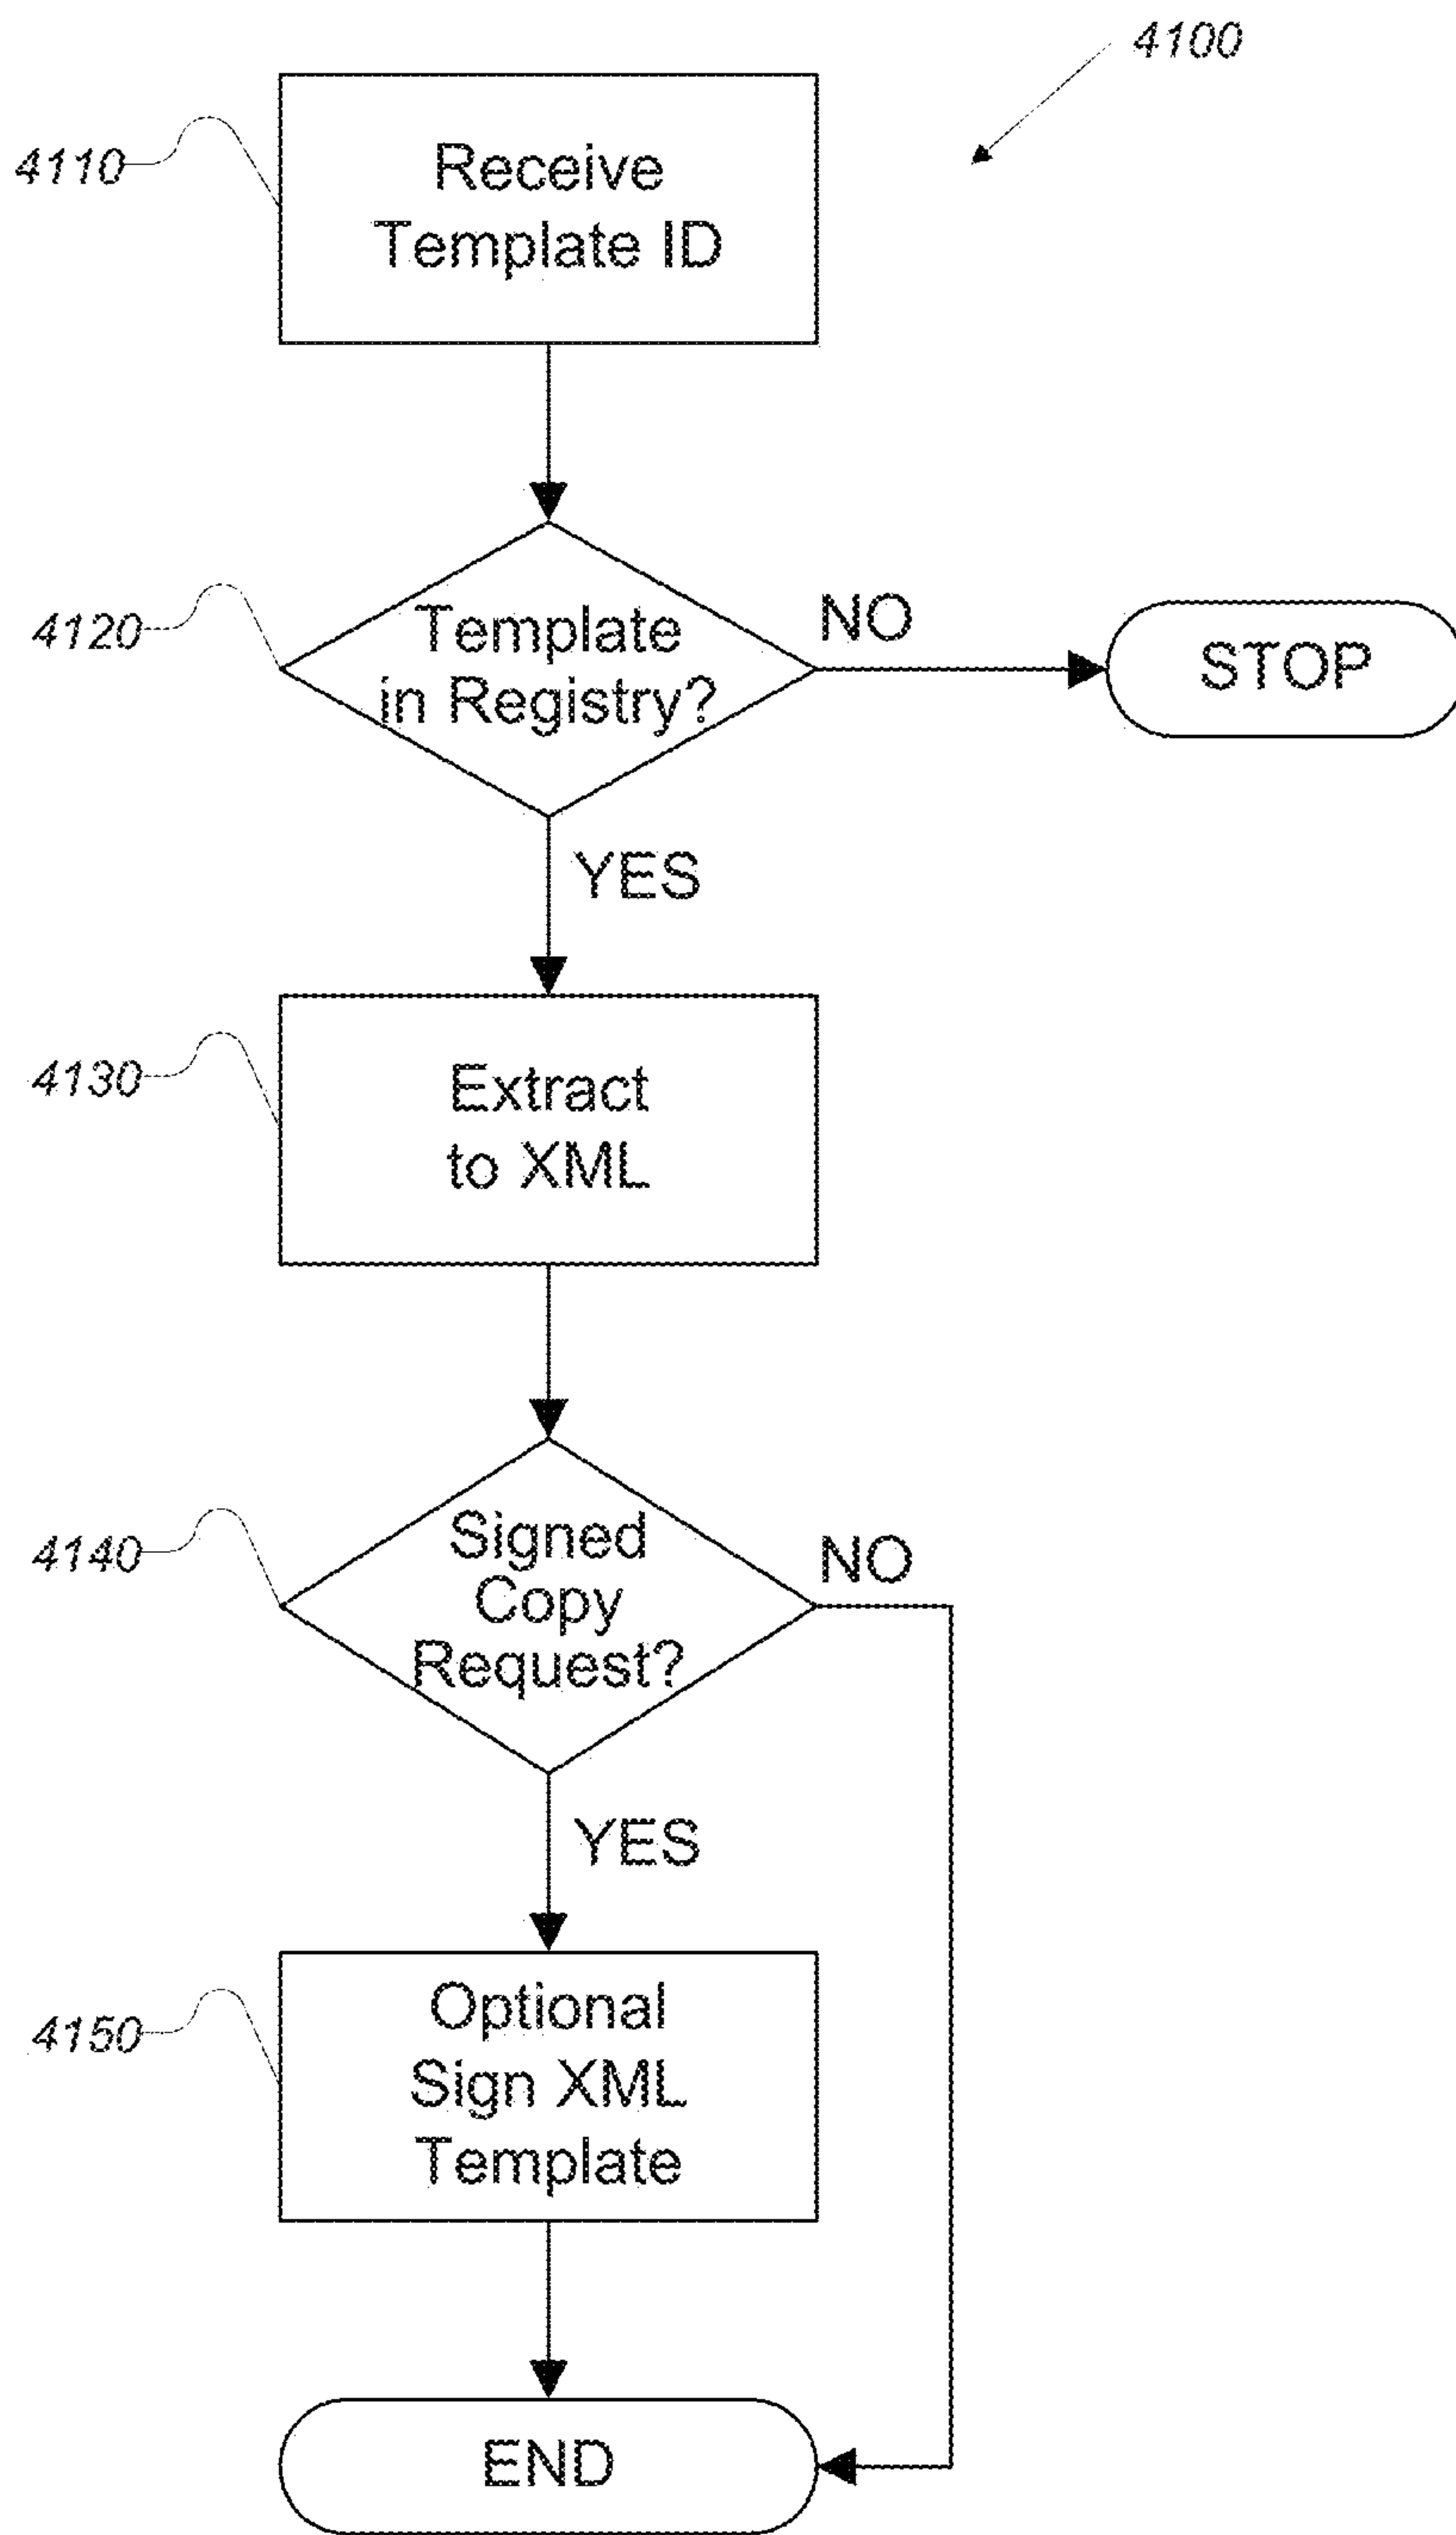 4100
4110
Receive
Template ID
4120
Template
in Registry?
NO
STOP
YES
4130
Extract
to XML
4140
Signed
Copy
Request?
NO
YES
4150
Optional
Sign XML
Template
END